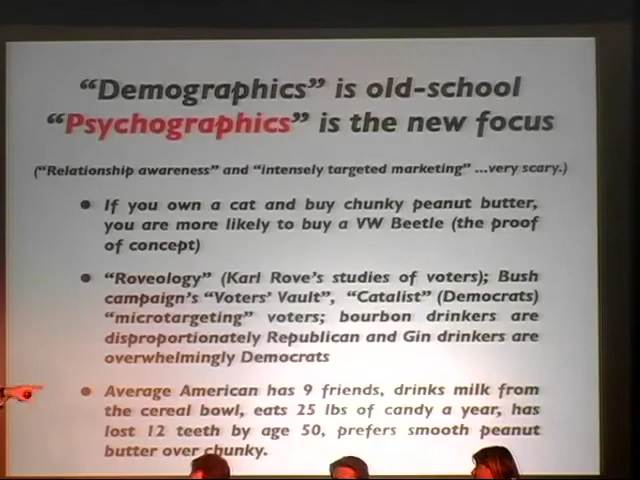 “Demographics” is old-school
“Psychographics” is the new focus
(“Relationship awareness” and “intensely targeted marketing” ...very scary.)
• If you own a cat and buy chunky peanut butter,
you are more likely to buy a VW Beetle (the proof
of concept)
• “Roveology” (Karl Rove’s studies of voters); Bush
campaign’s “Voters’ Vault”, “Catalist” (Democrats)
“microtargeting” voters; bourbon drinkers are
disproportionately Republican and Gin drinkers are
overwhelmingly Democrats
• Average American has 9 friends, drinks milk from
the cereal bowl, eats 25 lbs of candy a year, has
lost 12 teeth by age 50, prefers smooth peanut
butter over chunky.